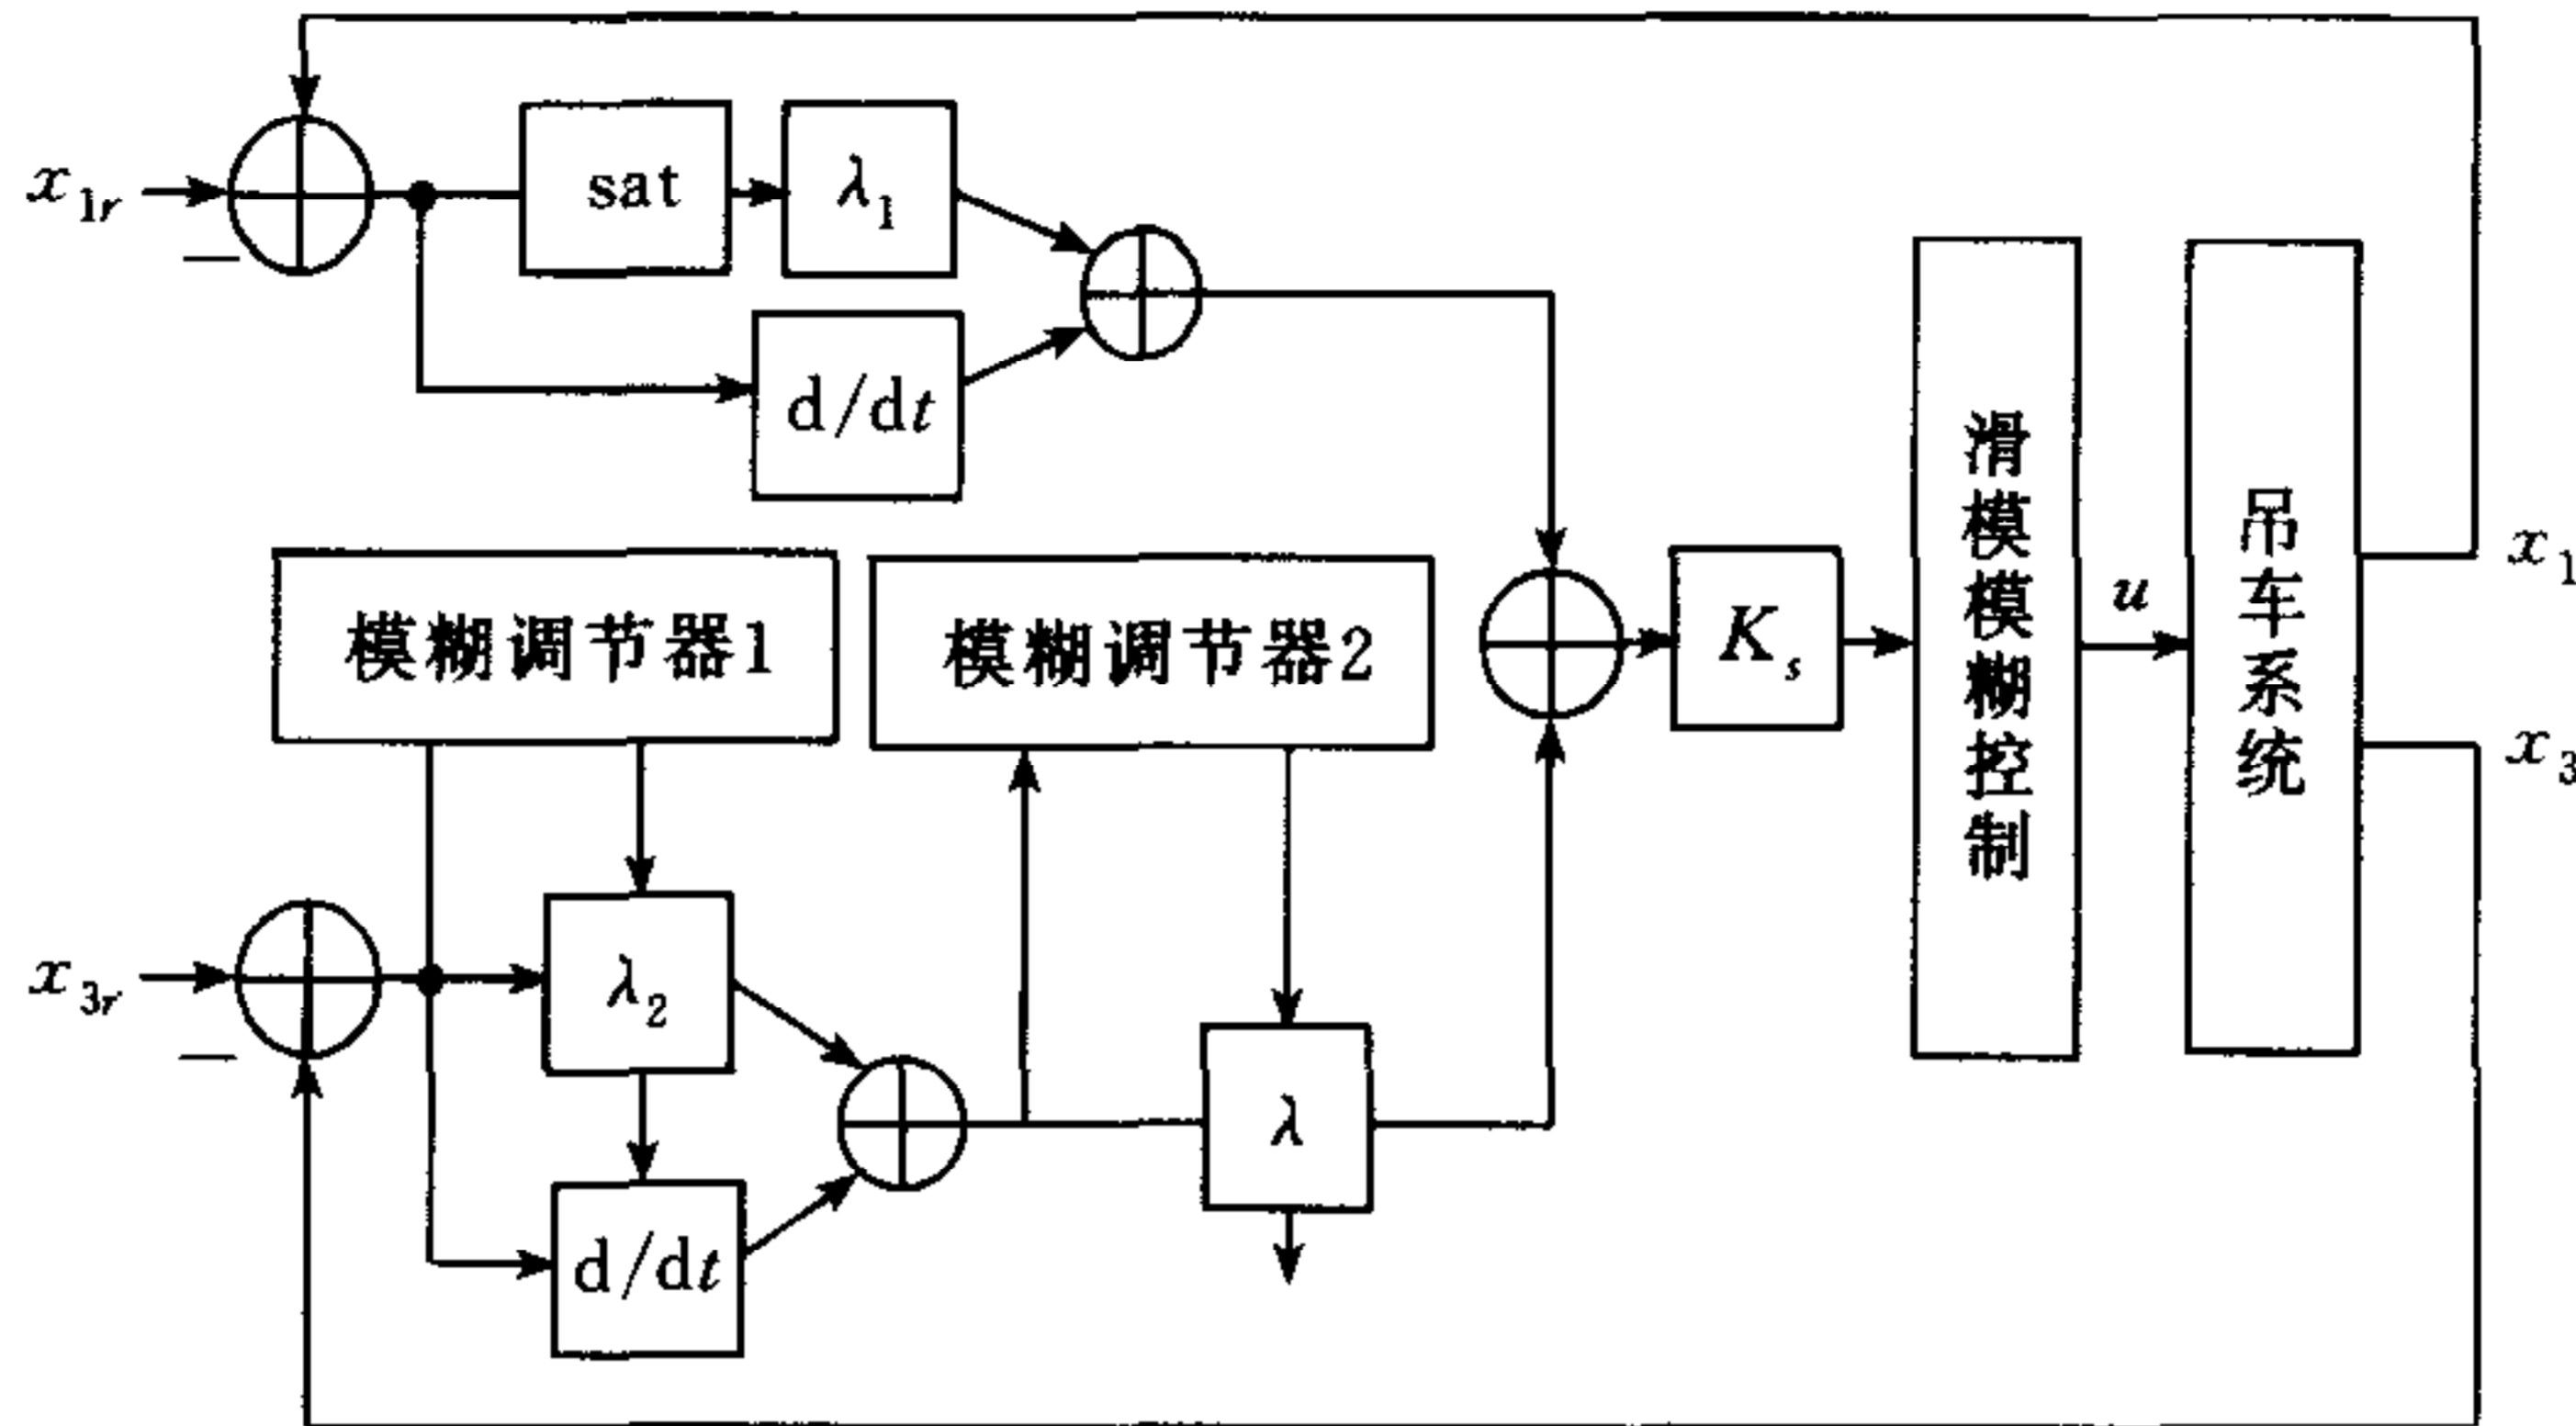 x₁ᵣ
sat
λ₁
d/dt
模糊调节器1
模糊调节器2
Kₛ
滑模模糊控制
u
吊车系统
x₁
x₃
x₃ᵣ
λ₂
d/dt
λ